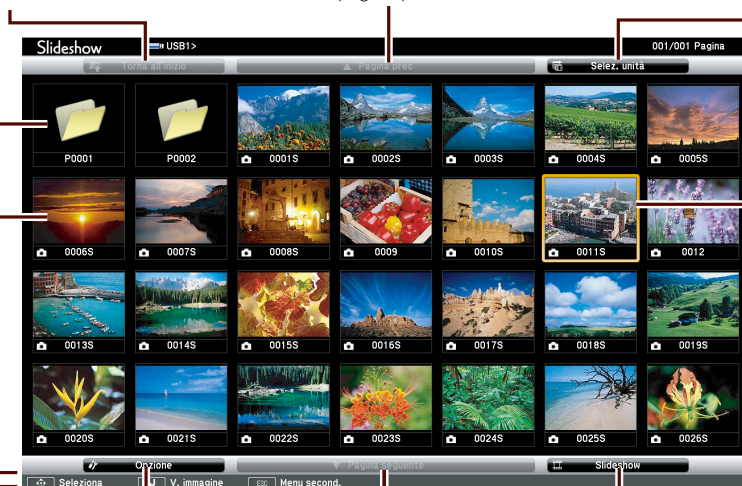 Slideshow USB1> 001/001 Pagina
Torna all'inizio Pagina prec Selez. unità
P0001 P0002 0001S 0002S 0003S 0004S 0005S
0006S 0007S 0008S 0009 0010S 0011S 0012
0013S 0014S 0015S 0016S 0017S 0018S 0019S
0020S 0021S 0022S 0023S 0024S 0025S 0026S
Opzione Pagina seguente Slideshow
Seleziona V. immagine ESC Menu second.